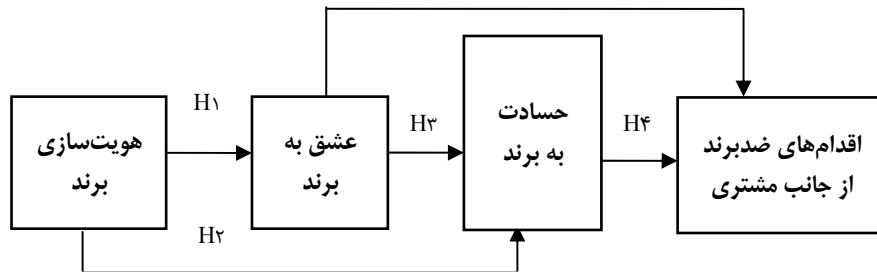 هویت‌سازی
برند
H۱
عشق به
برند
H۲
H۳
حسادت
به برند
H۴
اقدام‌های ضدبرند
از جانب مشتری